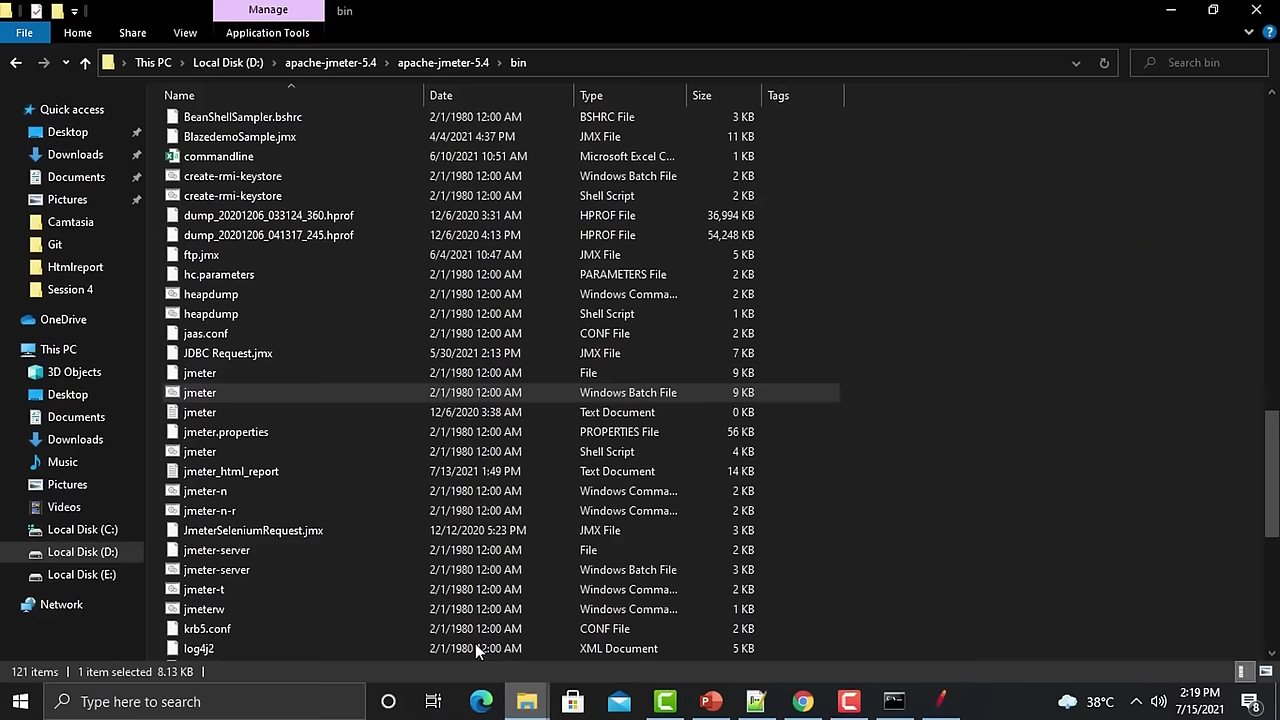 Manage
bin
File
Home
Share
View
Application Tools
This PC
Local Disk (D:)
apache-jmeter-5.4
apache-jmeter-5.4
bin
Search bin
Quick access
Desktop
Downloads
Documents
Pictures
Camtasia
Git
Htmlreport
Session 4
OneDrive
This PC
3D Objects
Desktop
Documents
Downloads
Music
Pictures
Videos
Local Disk (C:)
Local Disk (D:)
Local Disk (E:)
Network
Name Date Type Size Tags
BeanShellSampler.bshrc 2/1/1980 12:00 AM BSHRC File 3 KB
BlazedemoSample.jmx 4/4/2021 4:37 PM JMX File 11 KB
commandline 6/10/2021 10:51 AM Microsoft Excel C... 1 KB
create-rmi-keystore 2/1/1980 12:00 AM Windows Batch File 2 KB
create-rmi-keystore 2/1/1980 12:00 AM Shell Script 2 KB
dump_20201206_033124_360.hprof 12/6/2020 3:31 AM HPROF File 36,994 KB
dump_20201206_041317_245.hprof 12/6/2020 4:13 PM HPROF File 54,248 KB
ftp.jmx 6/4/2021 10:47 AM JMX File 5 KB
hc.parameters 2/1/1980 12:00 AM PARAMETERS File 2 KB
heapdump 2/1/1980 12:00 AM Windows Comma... 2 KB
heapdump 2/1/1980 12:00 AM Shell Script 1 KB
jaas.conf 2/1/1980 12:00 AM CONF File 2 KB
JDBC Request.jmx 5/30/2021 2:13 PM JMX File 7 KB
jmeter 2/1/1980 12:00 AM File 9 KB
jmeter 2/1/1980 12:00 AM Windows Batch File 9 KB
jmeter 12/6/2020 3:38 AM Text Document 0 KB
jmeter.properties 2/1/1980 12:00 AM PROPERTIES File 56 KB
jmeter 2/1/1980 12:00 AM Shell Script 4 KB
jmeter_html_report 7/13/2021 1:49 PM Text Document 14 KB
jmeter-n 2/1/1980 12:00 AM Windows Comma... 2 KB
jmeter-n-r 2/1/1980 12:00 AM Windows Comma... 2 KB
JmeterSeleniumRequest.jmx 12/12/2020 5:23 PM JMX File 3 KB
jmeter-server 2/1/1980 12:00 AM File 2 KB
jmeter-server 2/1/1980 12:00 AM Windows Batch File 3 KB
jmeter-t 2/1/1980 12:00 AM Windows Comma... 2 KB
jmeterw 2/1/1980 12:00 AM Windows Comma... 1 KB
krb5.conf 2/1/1980 12:00 AM CONF File 2 KB
log4j2 2/1/1980 12:00 AM XML Document 5 KB
121 items 1 item selected 8.13 KB
Type here to search
38°C
2:19 PM
7/15/2021
8